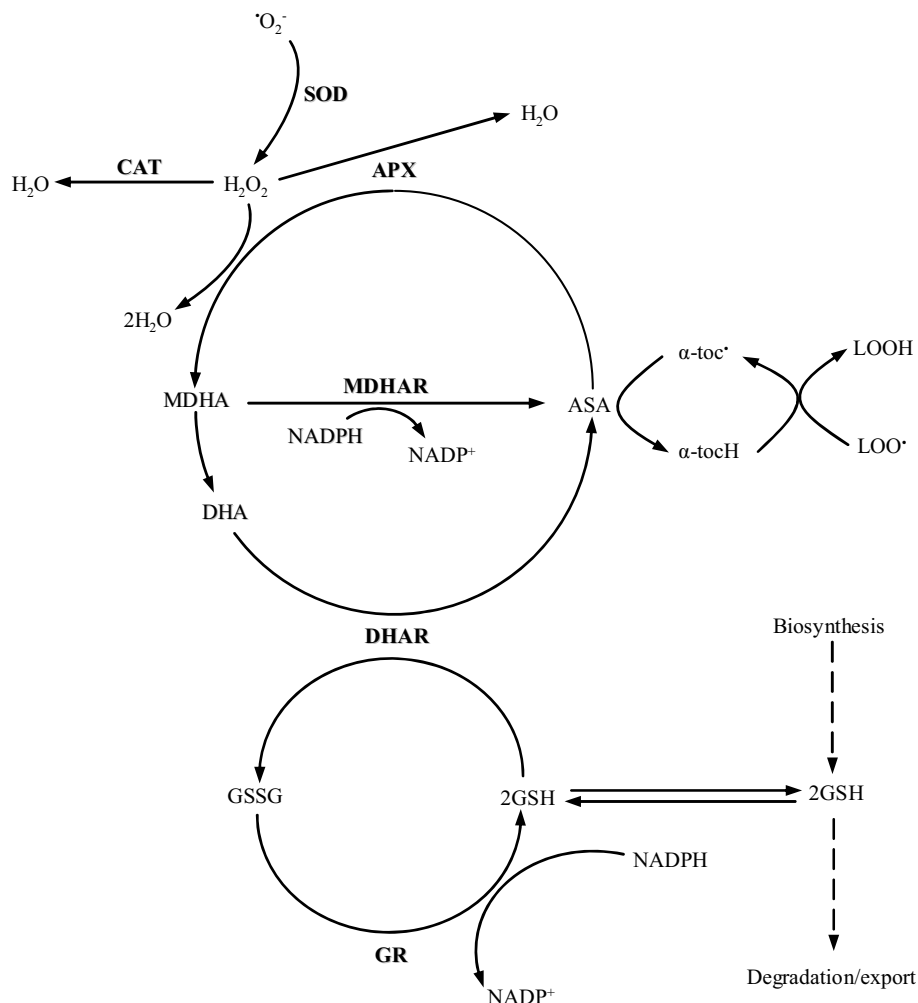 •O₂⁻
SOD
H₂O
CAT
APX
H₂O
H₂O₂
2H₂O
α-toc•
LOOH
MDHAR
MDHA
ASA
NADPH
NADP⁺
α-tocH
LOO•
DHA
DHAR
Biosynthesis
GSSG
2GSH
2GSH
NADPH
GR
NADP⁺
Degradation/export